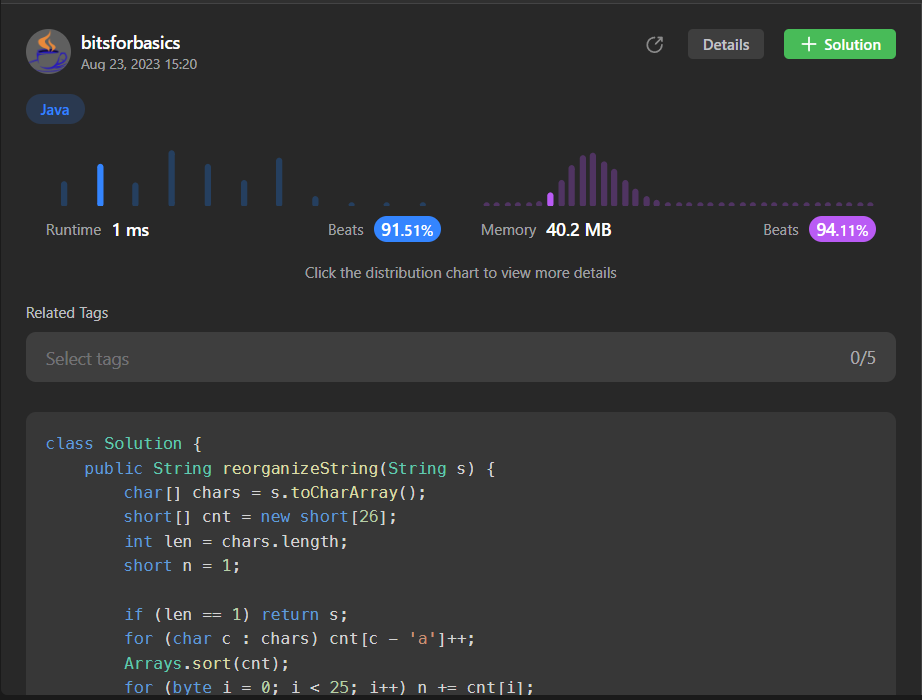 bitsforbasics
Aug 23, 2023 15:20
Details
+ Solution
Java
Runtime 1 ms Beats 91.51%
Memory 40.2 MB Beats 94.11%
Click the distribution chart to view more details
Related Tags
Select tags 0/5
class Solution {
    public String reorganizeString(String s) {
        char[] chars = s.toCharArray();
        short[] cnt = new short[26];
        int len = chars.length;
        short n = 1;

        if (len == 1) return s;
        for (char c : chars) cnt[c - 'a']++;
        Arrays.sort(cnt);
        for (byte i = 0; i < 25; i++) n += cnt[i];